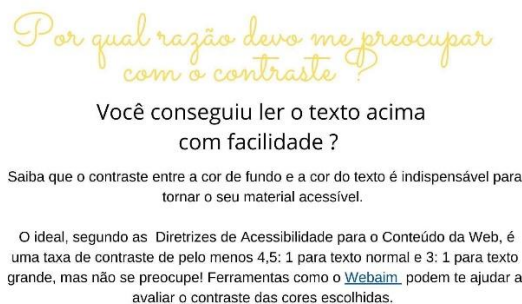 Por qual razão devo me preocupar
com o contraste ?
Você conseguiu ler o texto acima
com facilidade ?
Saiba que o contraste entre a cor de fundo e a cor do texto é indispensável para
tornar o seu material acessível.
O ideal, segundo as Diretrizes de Acessibilidade para o Conteúdo da Web, é
uma taxa de contraste de pelo menos 4,5: 1 para texto normal e 3: 1 para texto
grande, mas não se preocupe! Ferramentas como o Webaim podem te ajudar a
avaliar o contraste das cores escolhidas.